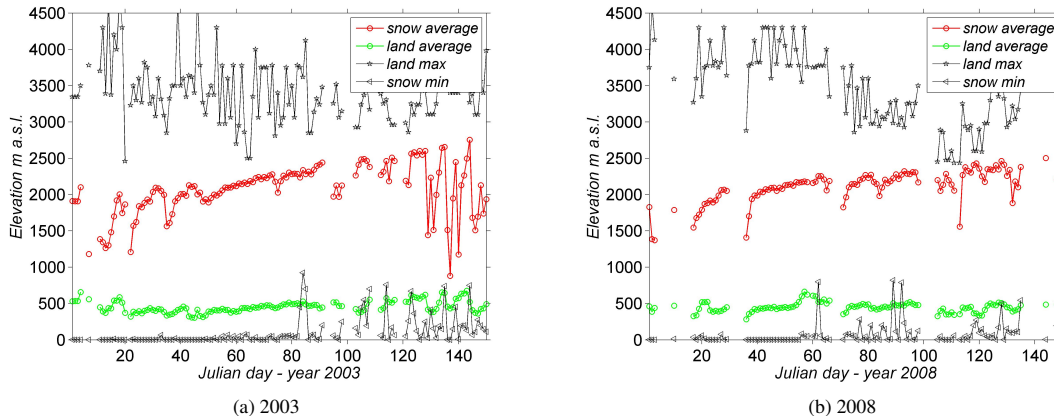 4500
4000
3500
3000
2500
2000
1500
1000
500
0
Elevation m a.s.l.
snow average
land average
land max
snow min
20 40 60 80 100 120 140
Julian day - year 2003
(a) 2003
4500
4000
3500
3000
2500
2000
1500
1000
500
0
Elevation m a.s.l.
snow average
land average
land max
snow min
20 40 60 80 100 120 140
Julian day - year 2008
(b) 2008